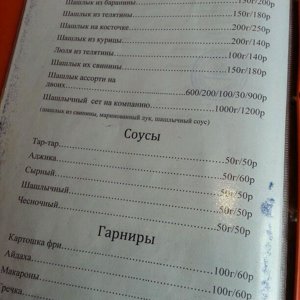 Шашлык из баранины 150г/200р
Шашлык из телятины 150г/180р
Шашлык на косточке 200г/250р
Шашлык из курицы 200г/140р
Люля из телятины 100г/140р
Шашлык их свинины 150г/180р
Шашлык ассорти на
двоих 600/200/100/30/900р
Шашлычный сет на компанию 1000г/1200р
(шашлык из свинины, маринованный лук, шашлычный соус)
Соусы
Тар-тар 50г/50р
Аджика 50г/60р
Сырный 50г/50р
Шашлычный 50г/50р
Чесночный 50г/50р
Гарниры
Картошка фри 100г/60р
Айдаха
Макароны 100г/60р
Гречка